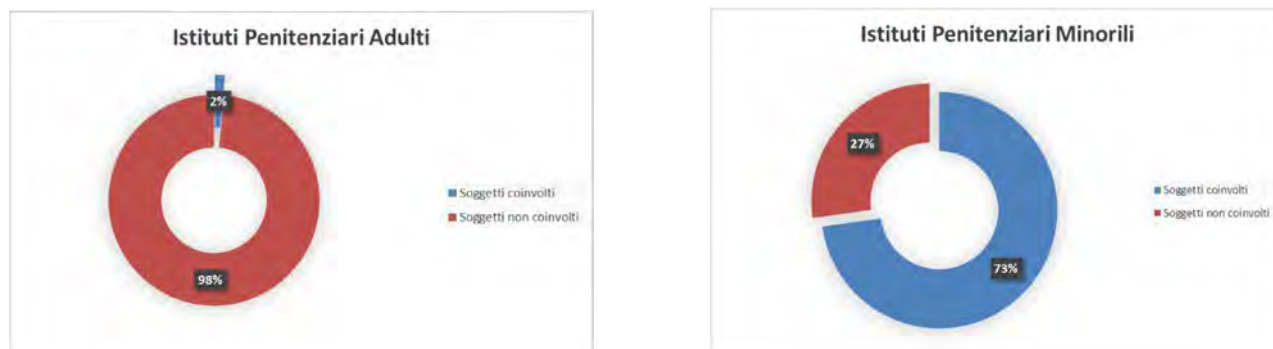 Istituti Penitenziari Adulti
2%
Soggetti coinvolti
Soggetti non coinvolti
98%
Istituti Penitenziari Minorili
27%
Soggetti coinvolti
Soggetti non coinvolti
73%